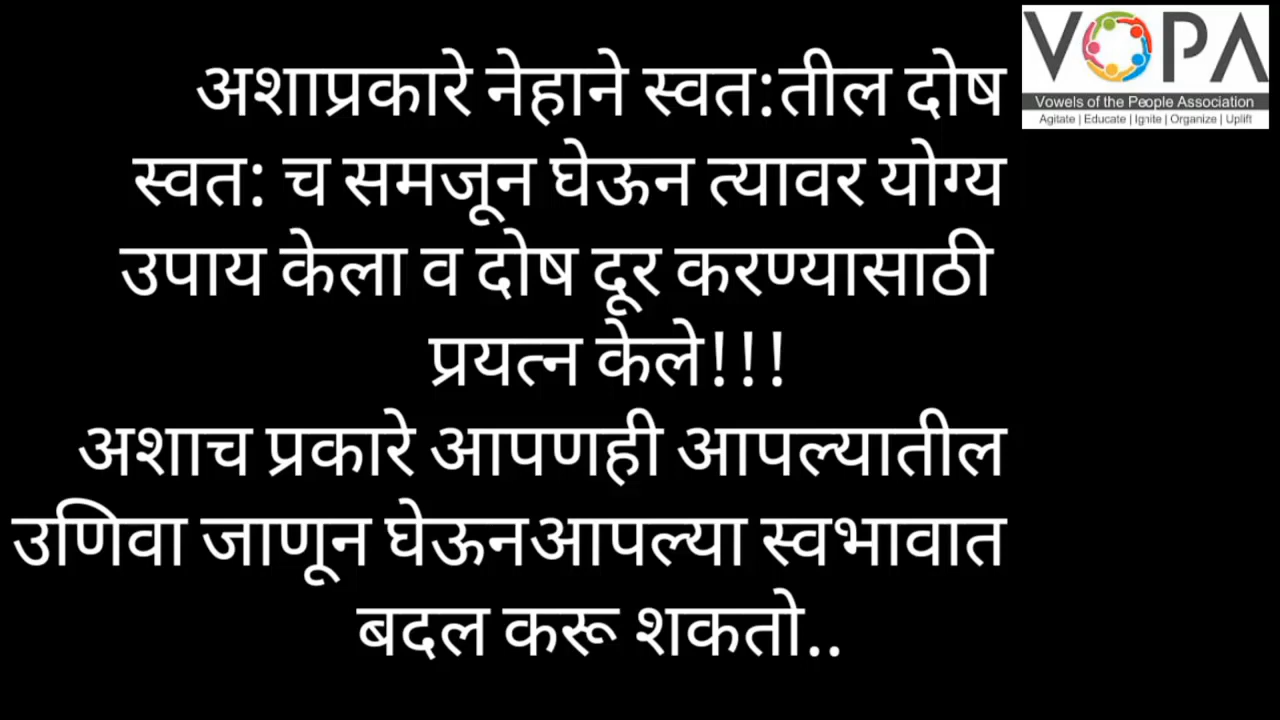 VOPA
Vowels of the People Association
Agitate | Educate | Ignite | Organize | Uplift
अशाप्रकारे नेहाने स्वत:तील दोष
स्वत: च समजून घेऊन त्यावर योग्य
उपाय केला व दोष दूर करण्यासाठी
प्रयत्न केले!!!
अशाच प्रकारे आपणही आपल्यातील
उणिवा जाणून घेऊनआपल्या स्वभावात
बदल करू शकतो..